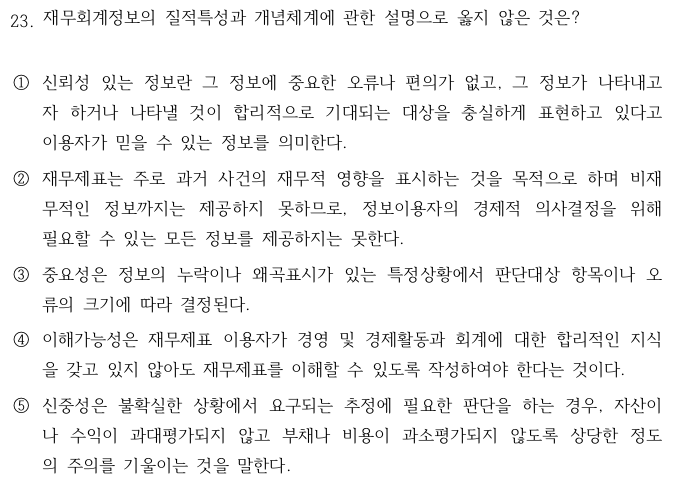 23. 재무회계정보의 질적특성과 개념체계에 관한 설명으로 옳지 않은 것은?
① 신뢰성 있는 정보란 그 정보에 중요한 오류나 편의가 없고, 그 정보가 나타내고
자 하거나 나타낼 것이 합리적으로 기대되는 대상을 충실하게 표현하고 있다고
이용자가 믿을 수 있는 정보를 의미한다.
② 재무제표는 주로 과거 사건의 재무적 영향을 표시하는 것을 목적으로 하며 비재
무적인 정보까지는 제공하지 못하므로, 정보이용자의 경제적 의사결정을 위해
필요할 수 있는 모든 정보를 제공하지는 못한다.
③ 중요성은 정보의 누락이나 왜곡표시가 있는 특정상황에서 판단대상 항목이나 오
류의 크기에 따라 결정된다.
④ 이해가능성은 재무제표 이용자가 경영 및 경제활동과 회계에 대한 합리적인 지식
을 갖고 있지 않아도 재무제표를 이해할 수 있도록 작성하여야 한다는 것이다.
⑤ 신중성은 불확실한 상황에서 요구되는 추정에 필요한 판단을 하는 경우, 자산이
나 수익이 과대평가되지 않고 부채나 비용이 과소평가되지 않도록 상당한 정도
의 주의를 기울이는 것을 말한다.